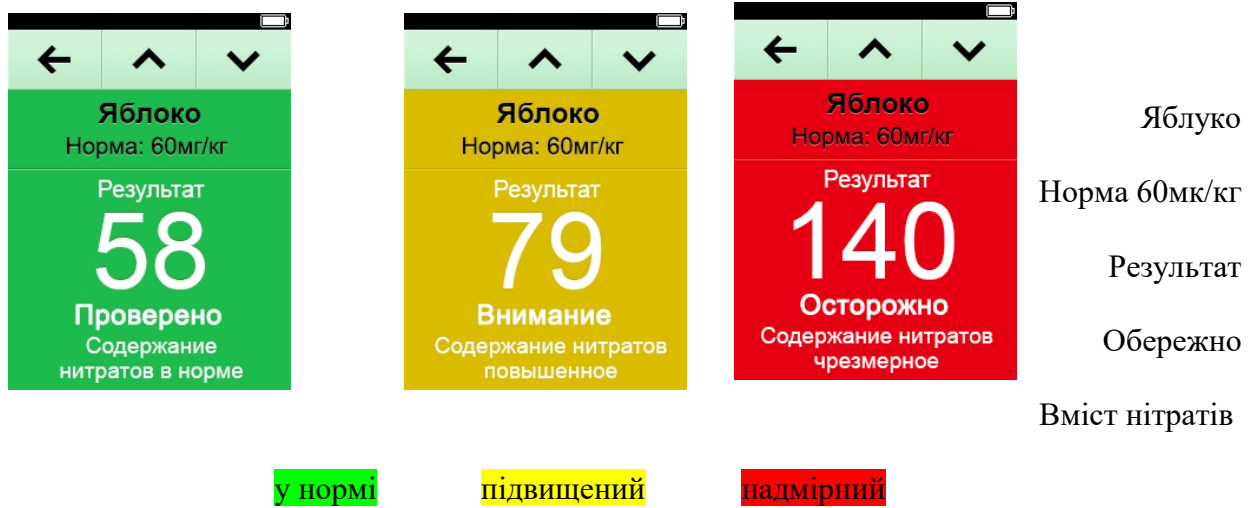 Яблоко
Норма: 60мг/кг
Результат
58
Проверено
Содержание
нитратов в норме
Яблоко
Норма: 60мг/кг
Результат
79
Внимание
Содержание нитратов
повышенное
Яблоко
Норма: 60мг/кг
Результат
140
Осторожно
Содержание нитратов
чрезмерное
Яблуко
Норма 60мк/кг
Результат
Обережно
Вміст нітратів
у нормі
підвищений
надмірний